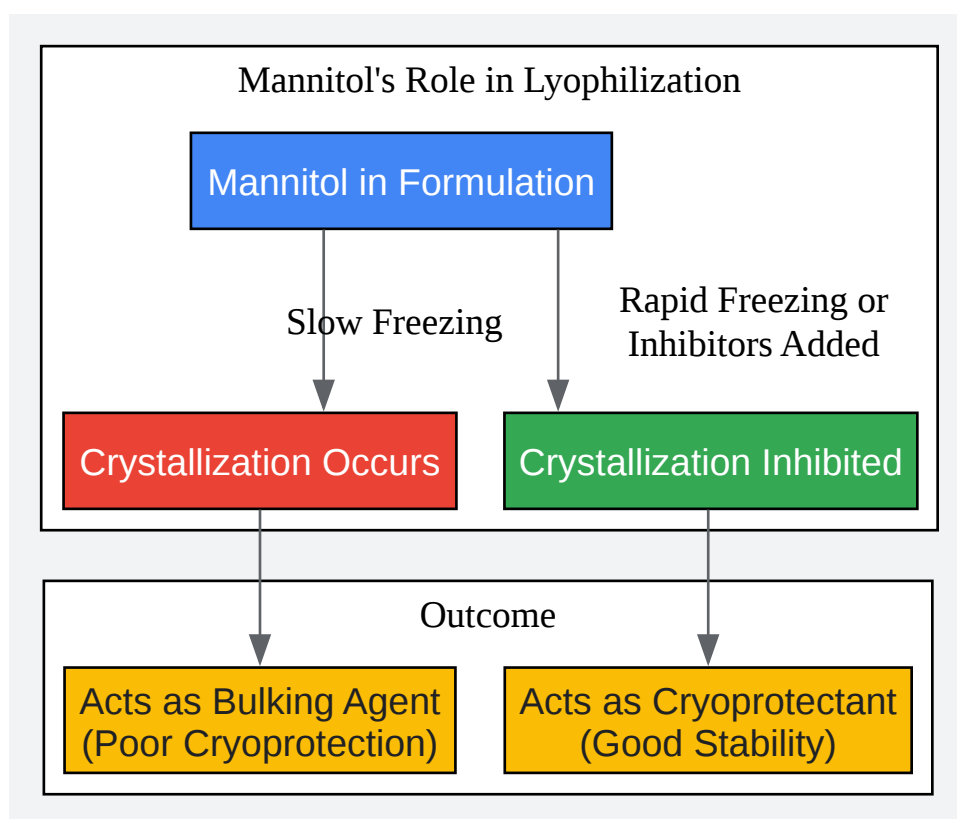 Mannitol's Role in Lyophilization
Mannitol in Formulation
Slow Freezing
Rapid Freezing or
Inhibitors Added
Crystallization Occurs
Crystallization Inhibited
Outcome
Acts as Bulking Agent
(Poor Cryoprotection)
Acts as Cryoprotectant
(Good Stability)